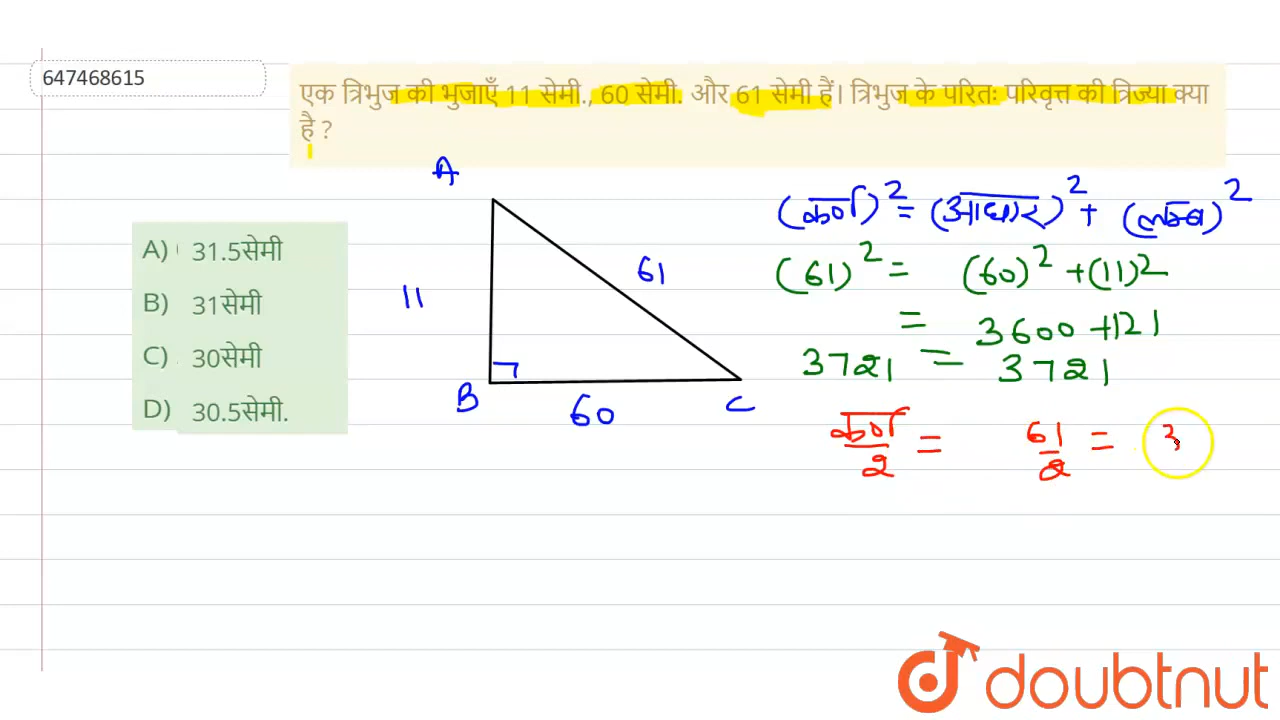 647468615
एक त्रिभुज की भुजाएँ 11 सेमी., 60 सेमी. और 61 सेमी हैं। त्रिभुज के परितः परिवृत्त की त्रिज्या क्या
है ?
A) 31.5सेमी
B) 31सेमी
C) 30सेमी
D) 30.5सेमी.
A
11
61
B
60
C
(कर्ण)² = (आधार)² + (लम्ब)²
(61)² = (60)² + (11)²
= 3600 + 121
3721 = 3721
कर्ण/2 = 61/2 = 3
doubtnut